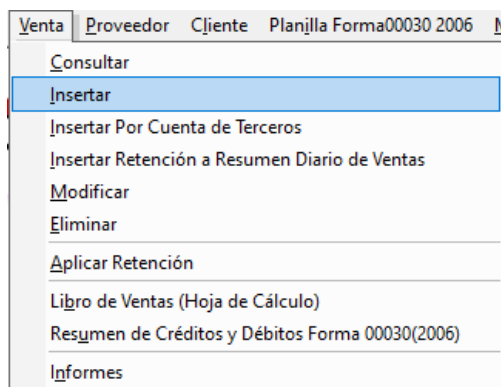 Venta Proveedor Cliente Planilla Forma00030 2006
Consultar
Insertar
Insertar Por Cuenta de Terceros
Insertar Retención a Resumen Diario de Ventas
Modificar
Eliminar
Aplicar Retención
Libro de Ventas (Hoja de Cálculo)
Resumen de Créditos y Débitos Forma 00030(2006)
Informes